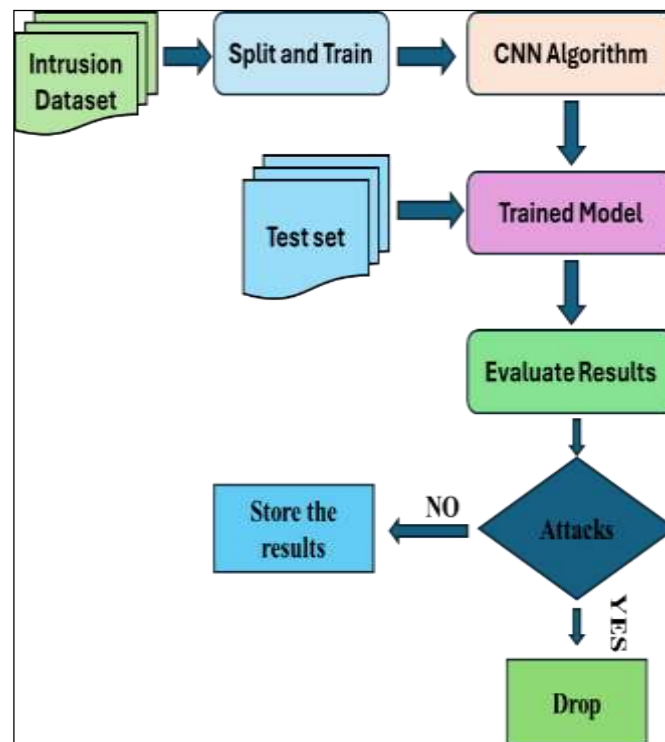 Intrusion
Dataset
Split and Train
CNN Algorithm
Test set
Trained Model
Evaluate Results
Attacks
NO
Store the
results
YES
Drop